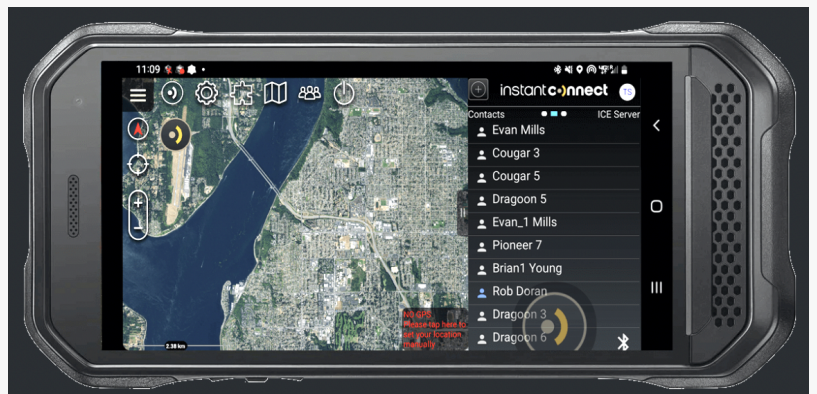 11:09
instantconnect
TS
Contacts
ICE Server
Evan Mills
Cougar 3
Cougar 5
Dragoon 5
Evan_1 Mills
Pioneer 7
Brian1 Young
Rob Doran
Dragoon 3
Dragoon 6
No GPS
Please tap here to
set your location
manually
2.38 km